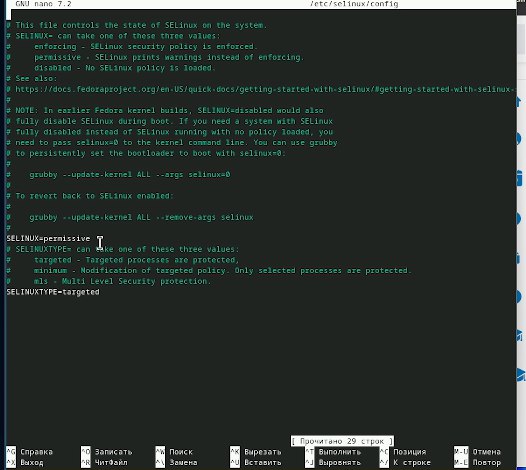 GNU nano 7.2 /etc/selinux/config
# This file controls the state of SELinux on the system.
# SELINUX= can take one of these three values:
#     enforcing - SELinux security policy is enforced.
#     permissive - SELinux prints warnings instead of enforcing.
#     disabled - No SELinux policy is loaded.
# See also:
# https://docs.fedoraproject.org/en-US/quick-docs/getting-started-with-selinux/#getting-started-with-selinux-s
#
# NOTE: In earlier Fedora kernel builds, SELINUX=disabled would also
# fully disable SELinux during boot. If you need a system with SELinux
# fully disabled instead of SELinux running with no policy loaded, you
# need to pass selinux=0 to the kernel command line. You can use grubby
# to persistently set the bootloader to boot with selinux=0:
#
#    grubby --update-kernel ALL --args selinux=0
#
# To revert back to SELinux enabled:
#
#    grubby --update-kernel ALL --remove-args selinux
#
SELINUX=permissive
# SELINUXTYPE= can take one of these three values:
#     targeted - Targeted processes are protected,
#     minimum - Modification of targeted policy. Only selected processes are protected.
#     mls - Multi Level Security protection.
SELINUXTYPE=targeted
[ Прочитано 29 строк ]
^G Справка ^O Записать ^W Поиск ^K Вырезать ^T Выполнить ^C Позиция M-U Отмена
^X Выход ^R ЧитФайл ^\ Замена ^U Вставить ^J Выровнять ^/ К строке M-E Повтор